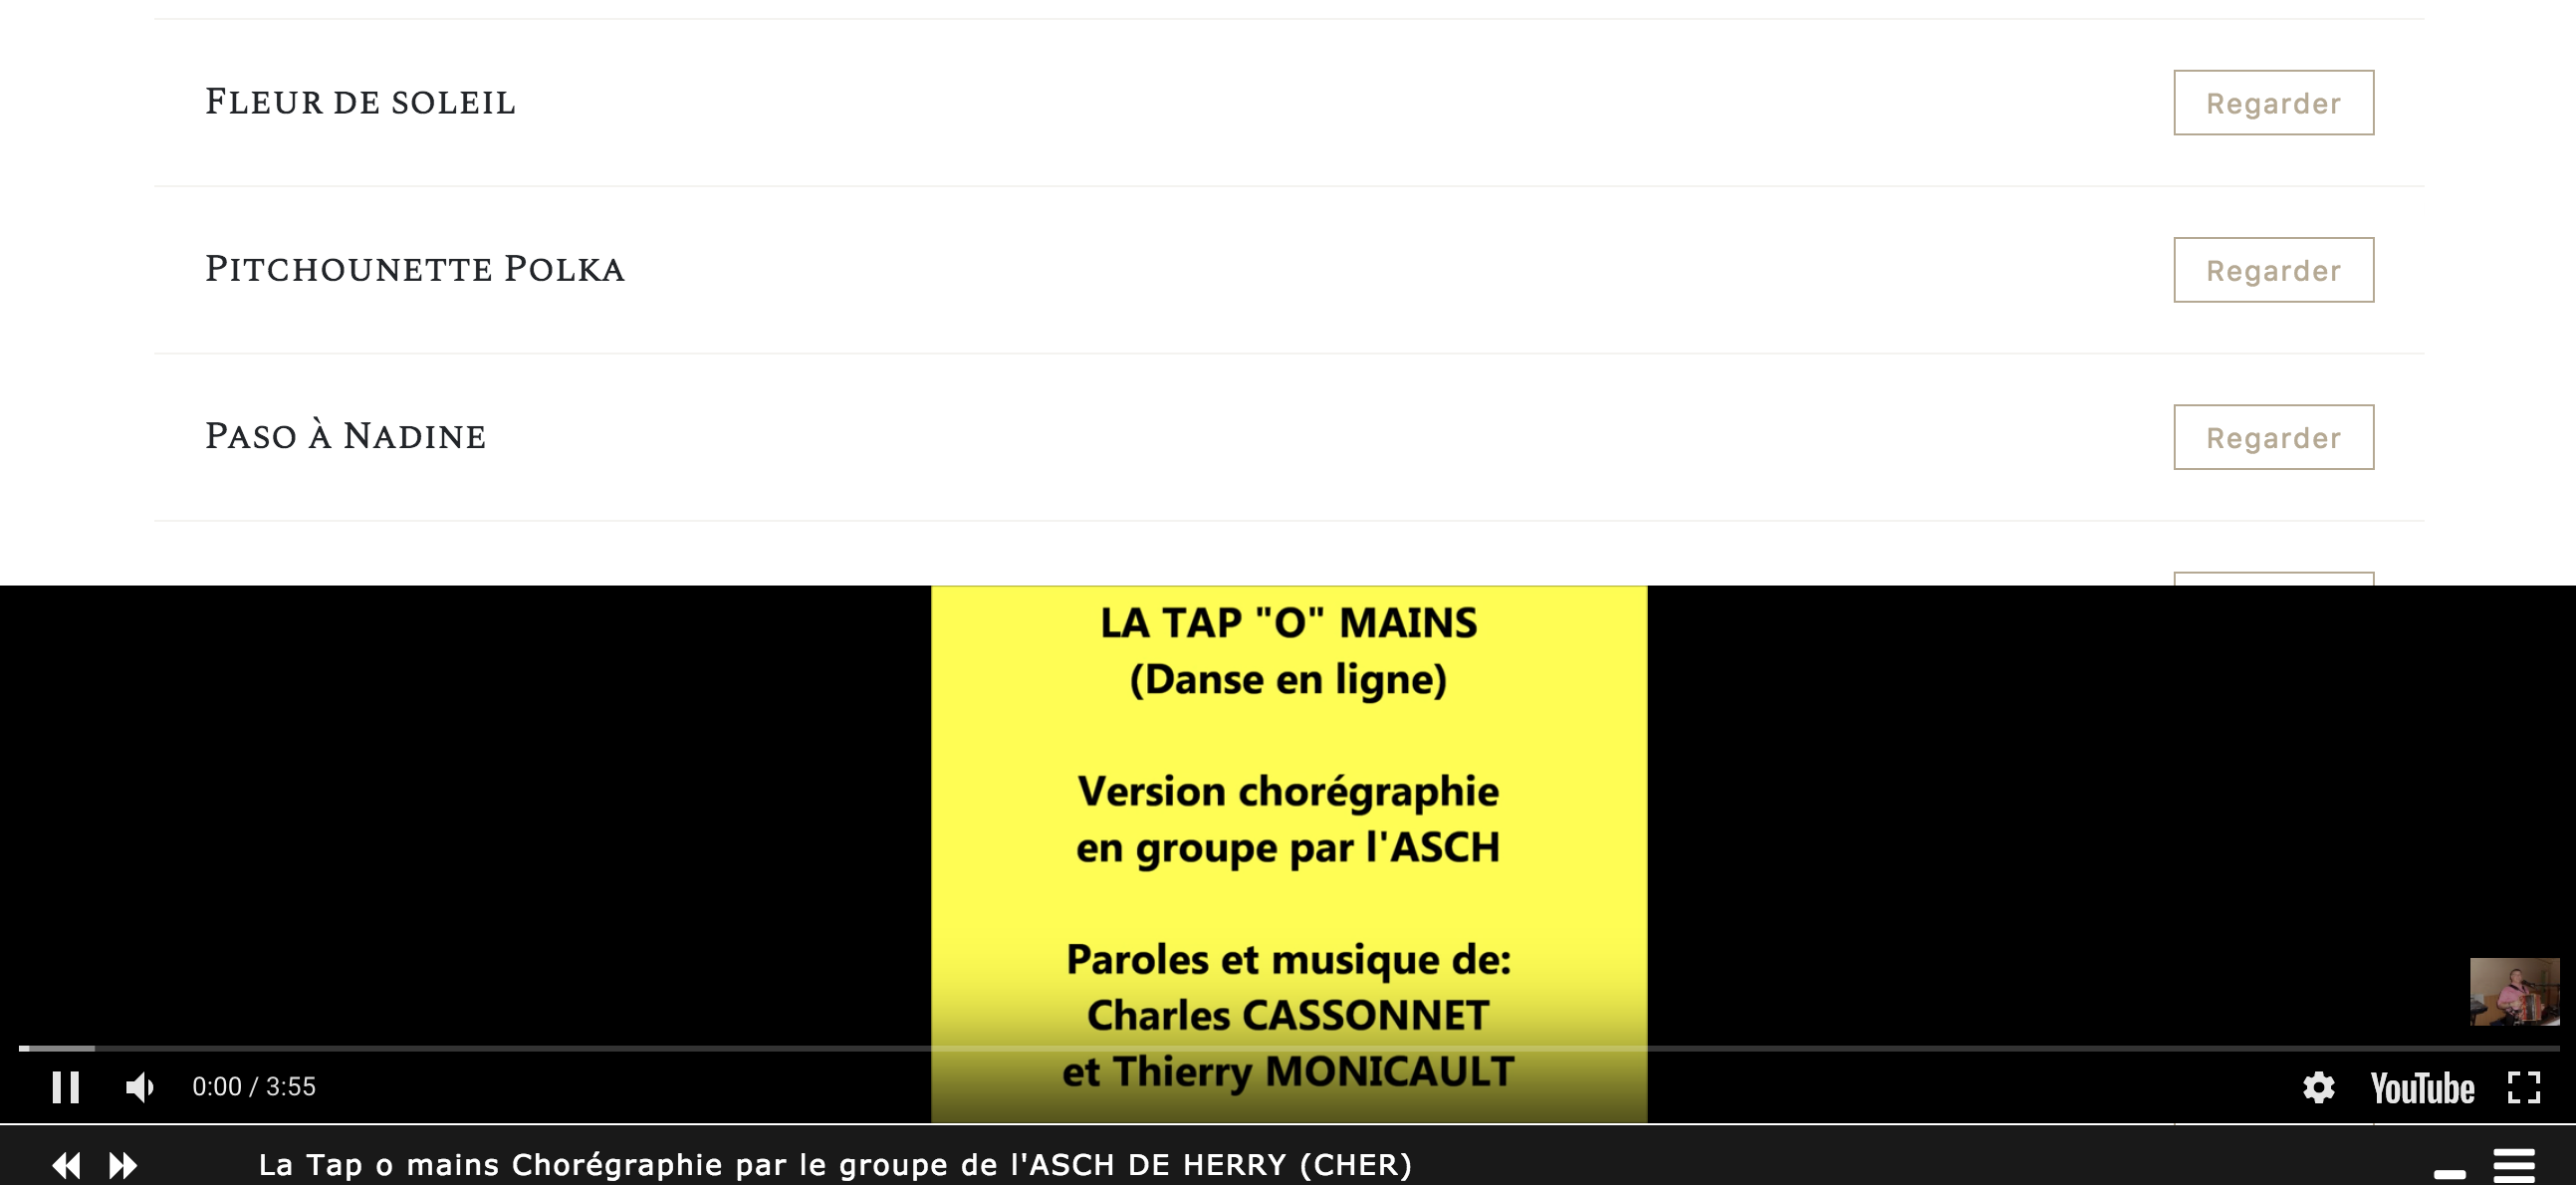 Fleur de soleil
Regarder
Pitchounette Polka
Regarder
Paso à Nadine
Regarder
LA TAP "O" MAINS
(Danse en ligne)
Version chorégraphie
en groupe par l'ASCH
Paroles et musique de:
Charles CASSONNET
et Thierry MONICAULT
0:00 / 3:55
YouTube
La Tap o mains Chorégraphie par le groupe de l'ASCH DE HERRY (CHER)